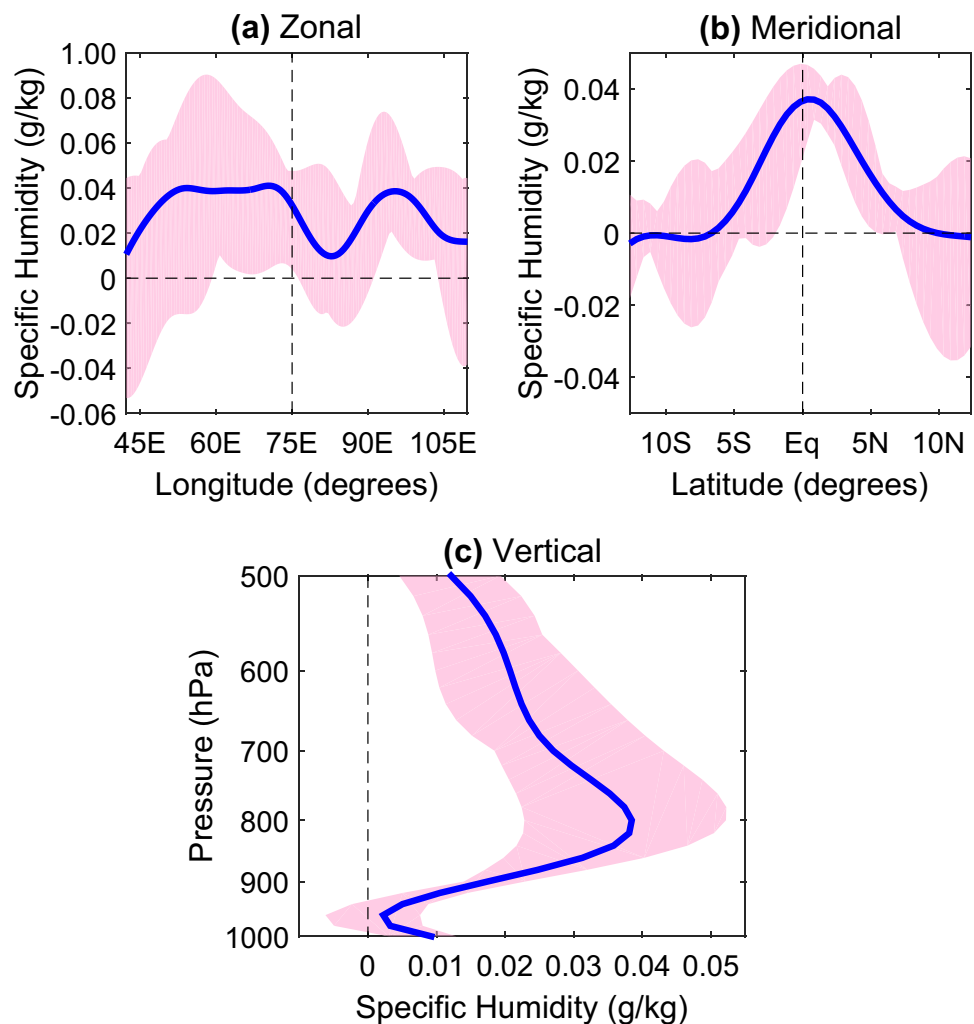 (a) Zonal
Specific Humidity (g/kg)
1.00
0.08
0.06
0.04
0.02
0
-0.02
-0.04
-0.06
45E 60E 75E 90E 105E
Longitude (degrees)
(b) Meridional
Specific Humidity (g/kg)
0.04
0.02
0
-0.02
-0.04
10S 5S Eq 5N 10N
Latitude (degrees)
(c) Vertical
Pressure (hPa)
500
600
700
800
900
1000
0 0.01 0.02 0.03 0.04 0.05
Specific Humidity (g/kg)